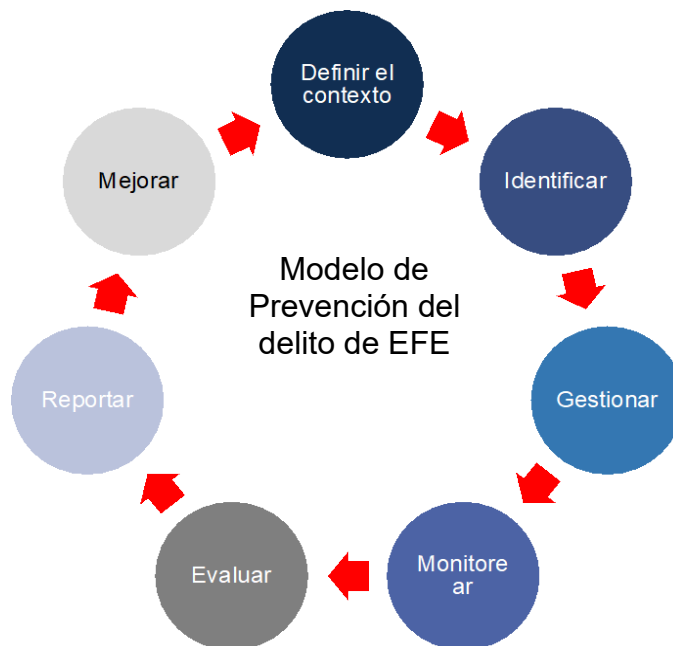 Definir el
contexto
Mejorar
Identificar
Modelo de
Prevención del
delito de EFE
Reportar
Gestionar
Evaluar
Monitore
ar